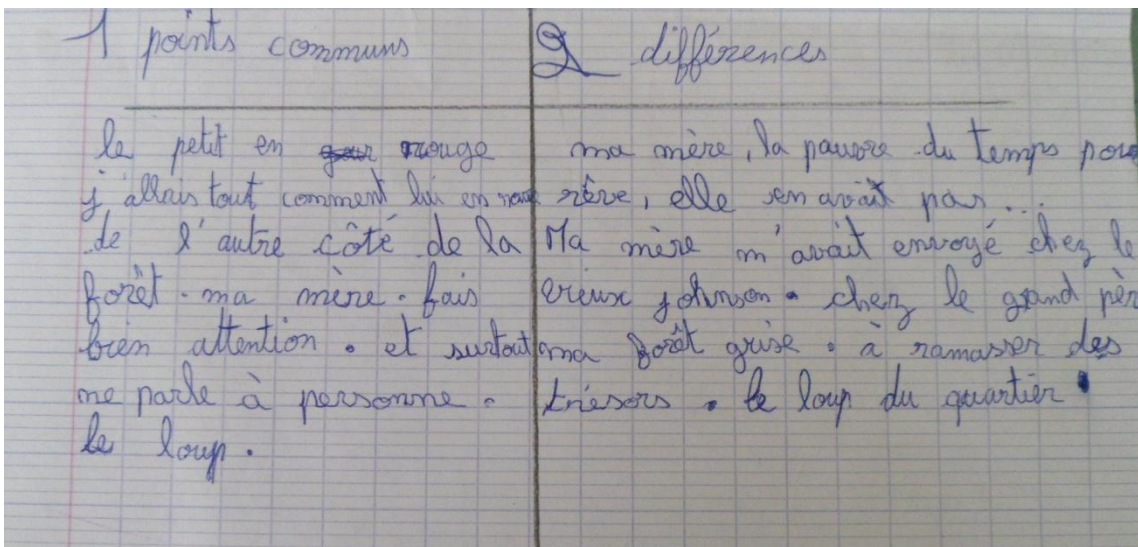 1 points communs
le petit en rouge
j'allais tout comment lui en
de l'autre côté de la
forêt. ma mère. fais
bien attention. et surtout
ne parle à personne.
le loup.
2 différences
ma mère, la pauvre du temps pour
rêve, elle en avait pas...
Ma mère m'avait envoyé chez le
vieux johnson. chez le grand pèr
ma forêt grise. à ramasser des
trésors. le loup du quartier